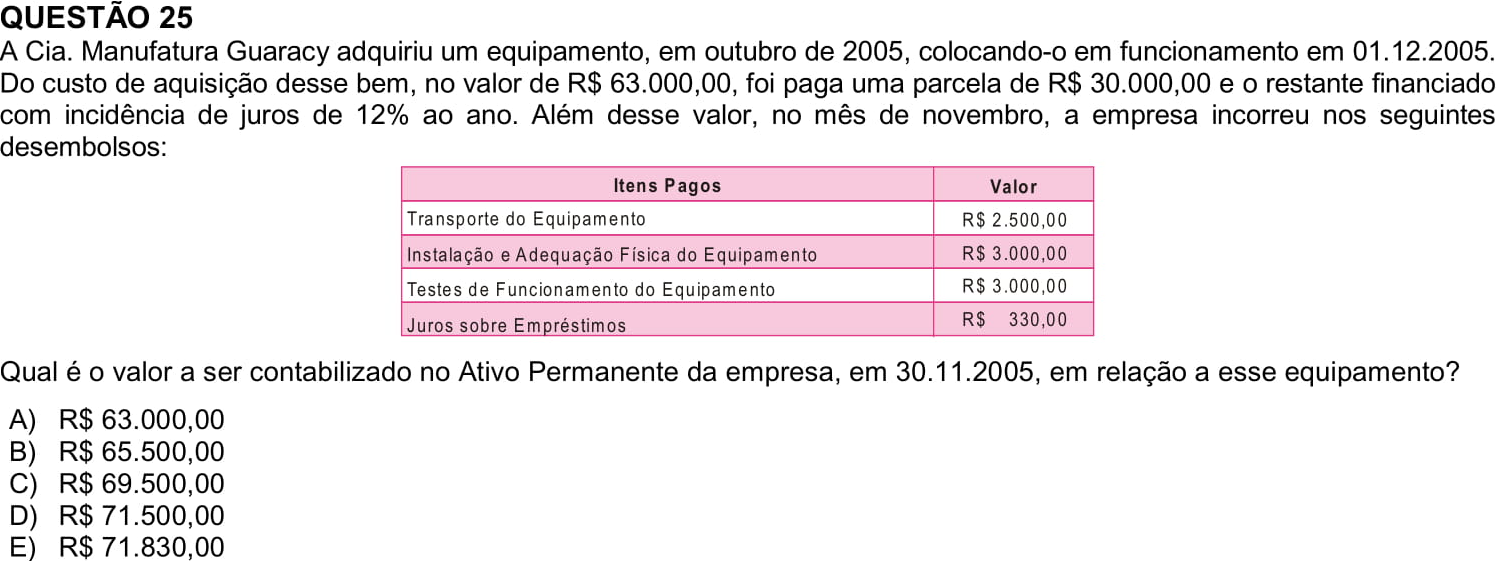 QUESTÃO 25
A Cia. Manufatura Guaracy adquiriu um equipamento, em outubro de 2005, colocando-o em funcionamento em 01.12.2005.
Do custo de aquisição desse bem, no valor de R$ 63.000,00, foi paga uma parcela de R$ 30.000,00 e o restante financiado
com incidência de juros de 12% ao ano. Além desse valor, no mês de novembro, a empresa incorreu nos seguintes
desembolsos:
Itens Pagos Valor
Transporte do Equipamento R$ 2.500,00
Instalação e Adequação Física do Equipamento R$ 3.000,00
Testes de Funcionamento do Equipamento R$ 3.000,00
Juros sobre Empréstimos R$ 330,00
Qual é o valor a ser contabilizado no Ativo Permanente da empresa, em 30.11.2005, em relação a esse equipamento?
A) R$ 63.000,00
B) R$ 65.500,00
C) R$ 69.500,00
D) R$ 71.500,00
E) R$ 71.830,00